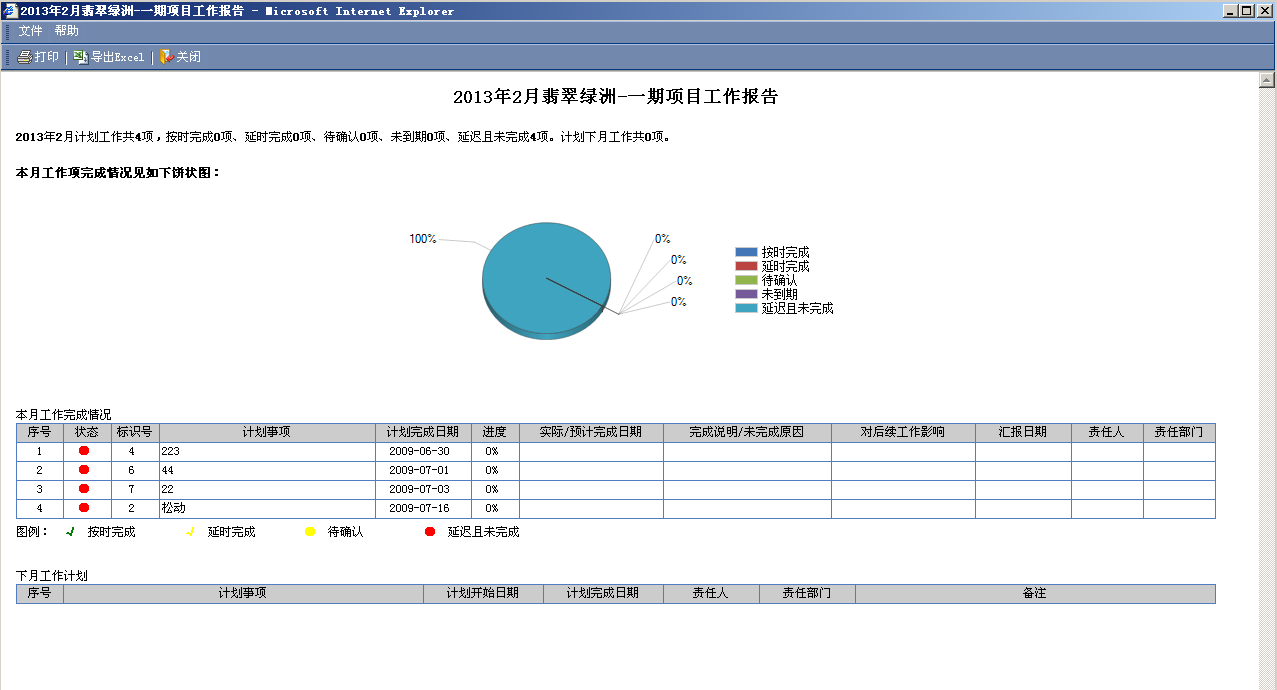 2013年2月翡翠绿洲-一期项目工作报告 - Microsoft Internet Explorer
文件 帮助
打印 | 导出Excel | 关闭
2013年2月翡翠绿洲-一期项目工作报告
2013年2月计划工作共4项，按时完成0项、延时完成0项、待确认0项、未到期0项、延迟且未完成4项。计划下月工作共0项。
本月工作项完成情况见如下饼状图：
100%
0%
0%
0%
0%
按时完成
延时完成
待确认
未到期
延迟且未完成
本月工作完成情况
序号 状态 标识号 计划事项 计划完成日期 进度 实际/预计完成日期 完成说明/未完成原因 对后续工作影响 汇报日期 责任人 责任部门
1 4 223 2009-06-30 0%
2 6 44 2009-07-01 0%
3 7 22 2009-07-03 0%
4 2 松动 2009-07-16 0%
图例： 按时完成 延时完成 待确认 延迟且未完成
下月工作计划
序号 计划事项 计划开始日期 计划完成日期 责任人 责任部门 备注